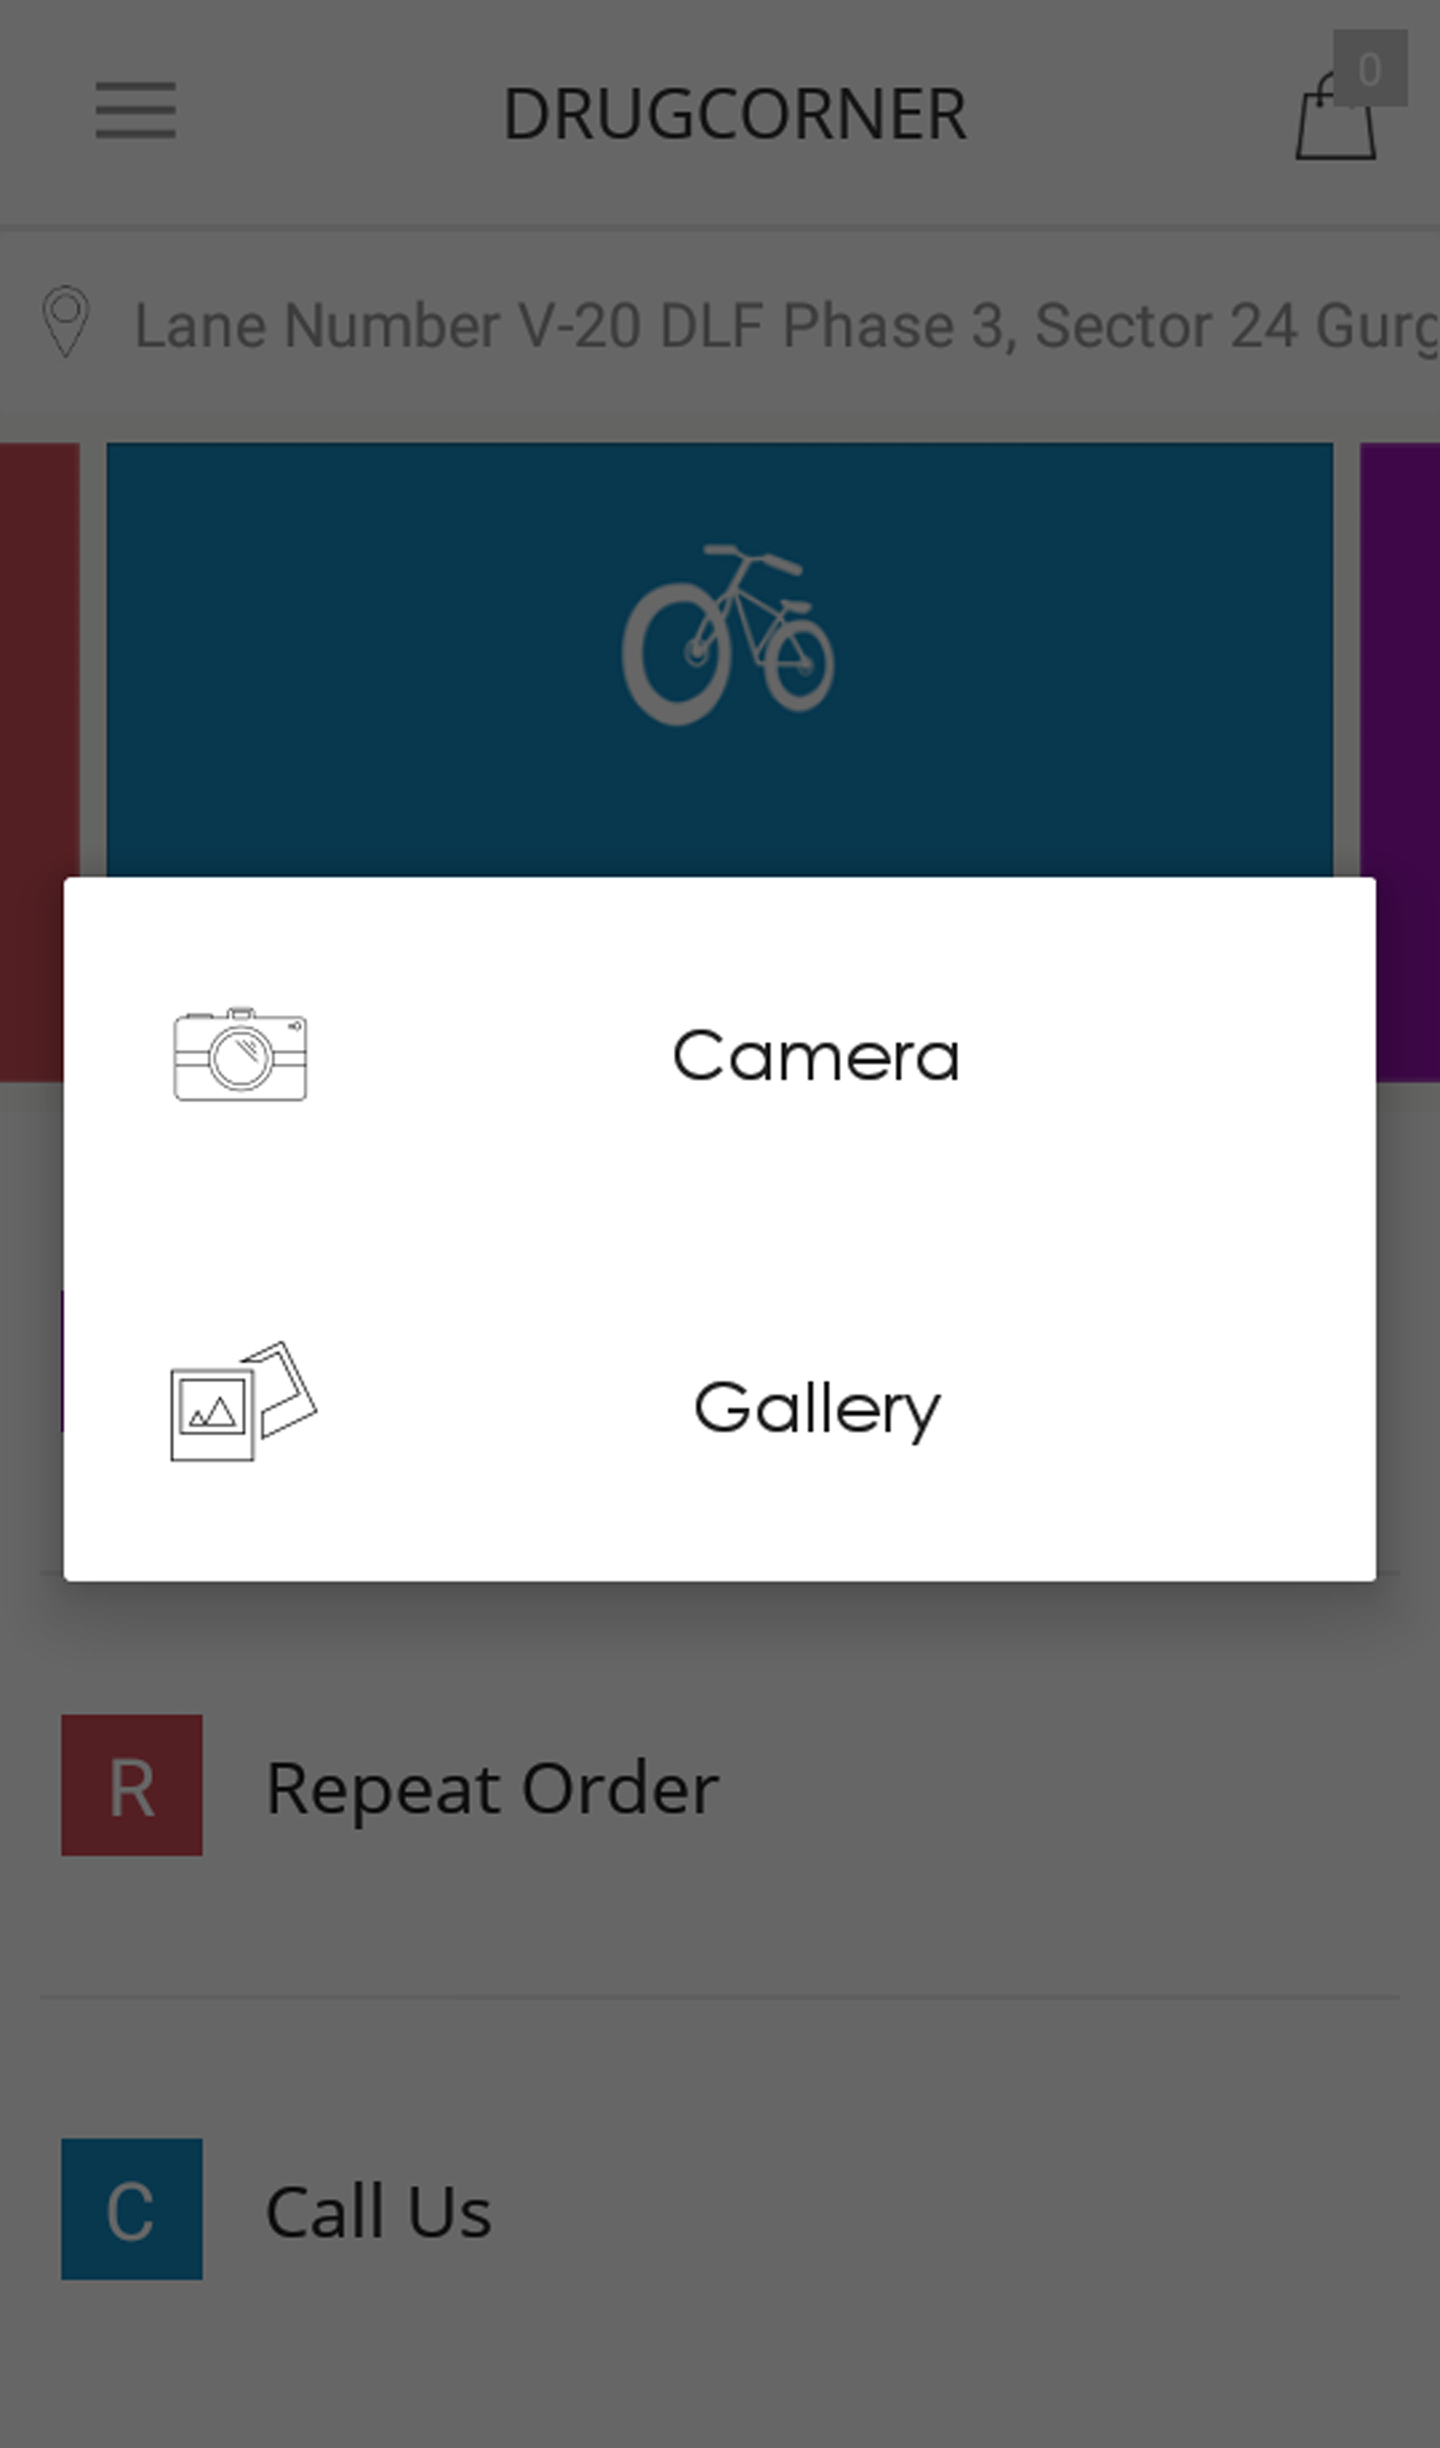 DRUGCORNER
0
Lane Number V-20 DLF Phase 3, Sector 24 Gurg
Camera
Gallery
R Repeat Order
C Call Us